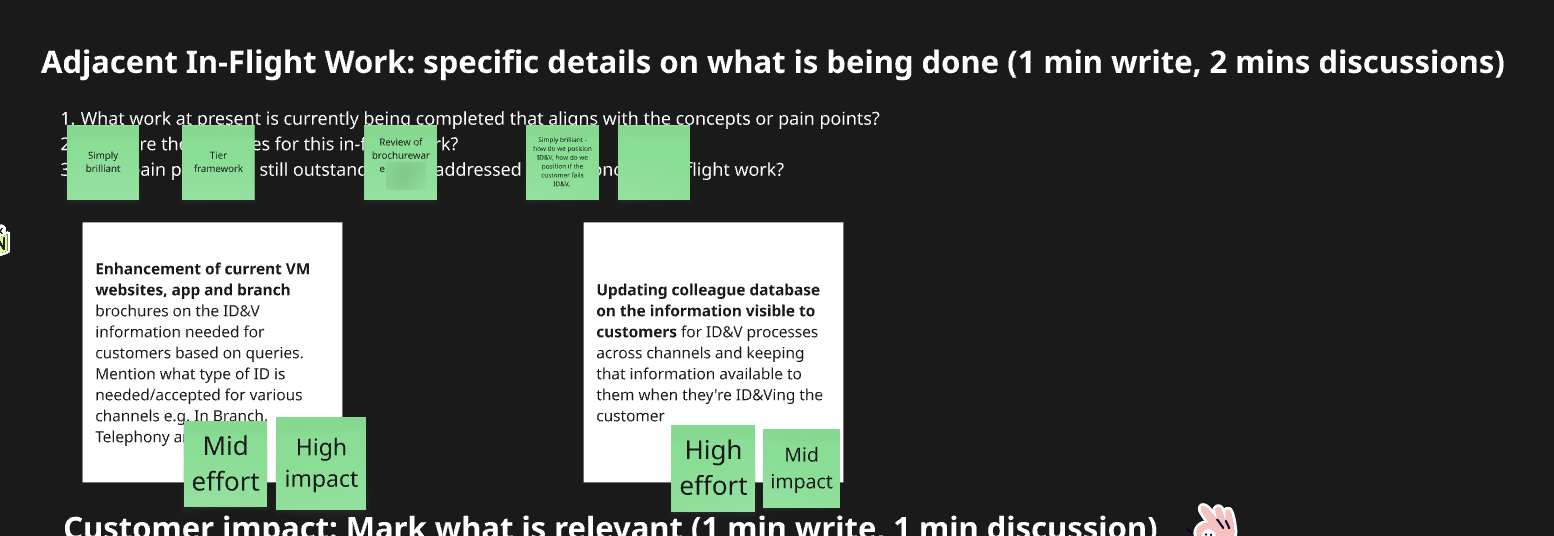 Adjacent In-Flight Work: specific details on what is being done (1 min write, 2 mins discussions)
1. What work at present is currently being completed that aligns with the concepts or pain points?
for this in- work?
still outstand addressed flight work?
Simply
brilliant
Tier
framework
Review of
brochurewar
e
Simply brilliant -
how do we position
ID&V, how do we
position if the
customer fails
ID&V.
Enhancement of current VM
websites, app and branch
brochures on the ID&V
information needed for
customers based on queries.
Mention what type of ID is
needed/accepted for various
channels e.g. In Branch,
Telephony
Mid
effort
High
impact
Updating colleague database
on the information visible to
customers for ID&V processes
across channels and keeping
that information available to
them when they're ID&Ving the
customer
High
effort
Mid
impact
Customer impact: Mark what is relevant (1 min write, 1 min discussion)